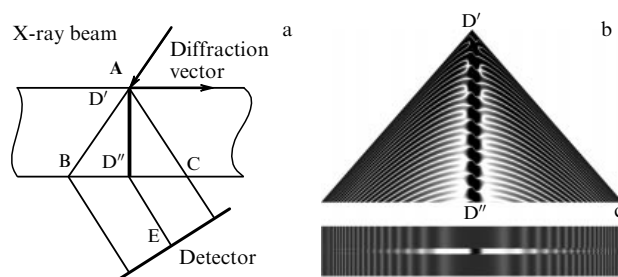 X-ray beam
A
a
Diffraction
vector
D′
B
D″
C
E
Detector
b
D′
D″